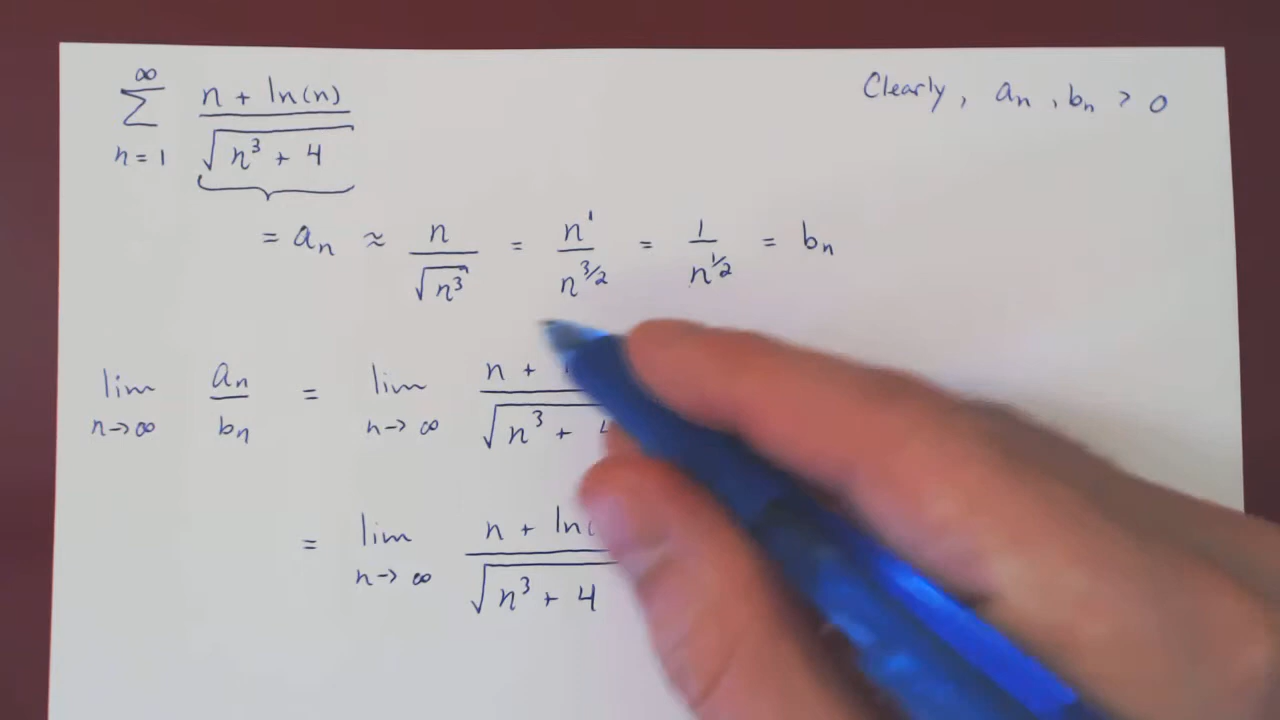 ∞
∑ n + ln(n) / √(n³ + 4) Clearly, aₙ, bₙ > 0
n = 1
= aₙ ≈ n / √n³ = n¹ / n^(3/2) = 1 / n^(1/2) = bₙ
lim n→∞ aₙ / bₙ = lim n→∞ n + / √(n³ +
= lim n→∞ n + ln( / √(n³ + 4